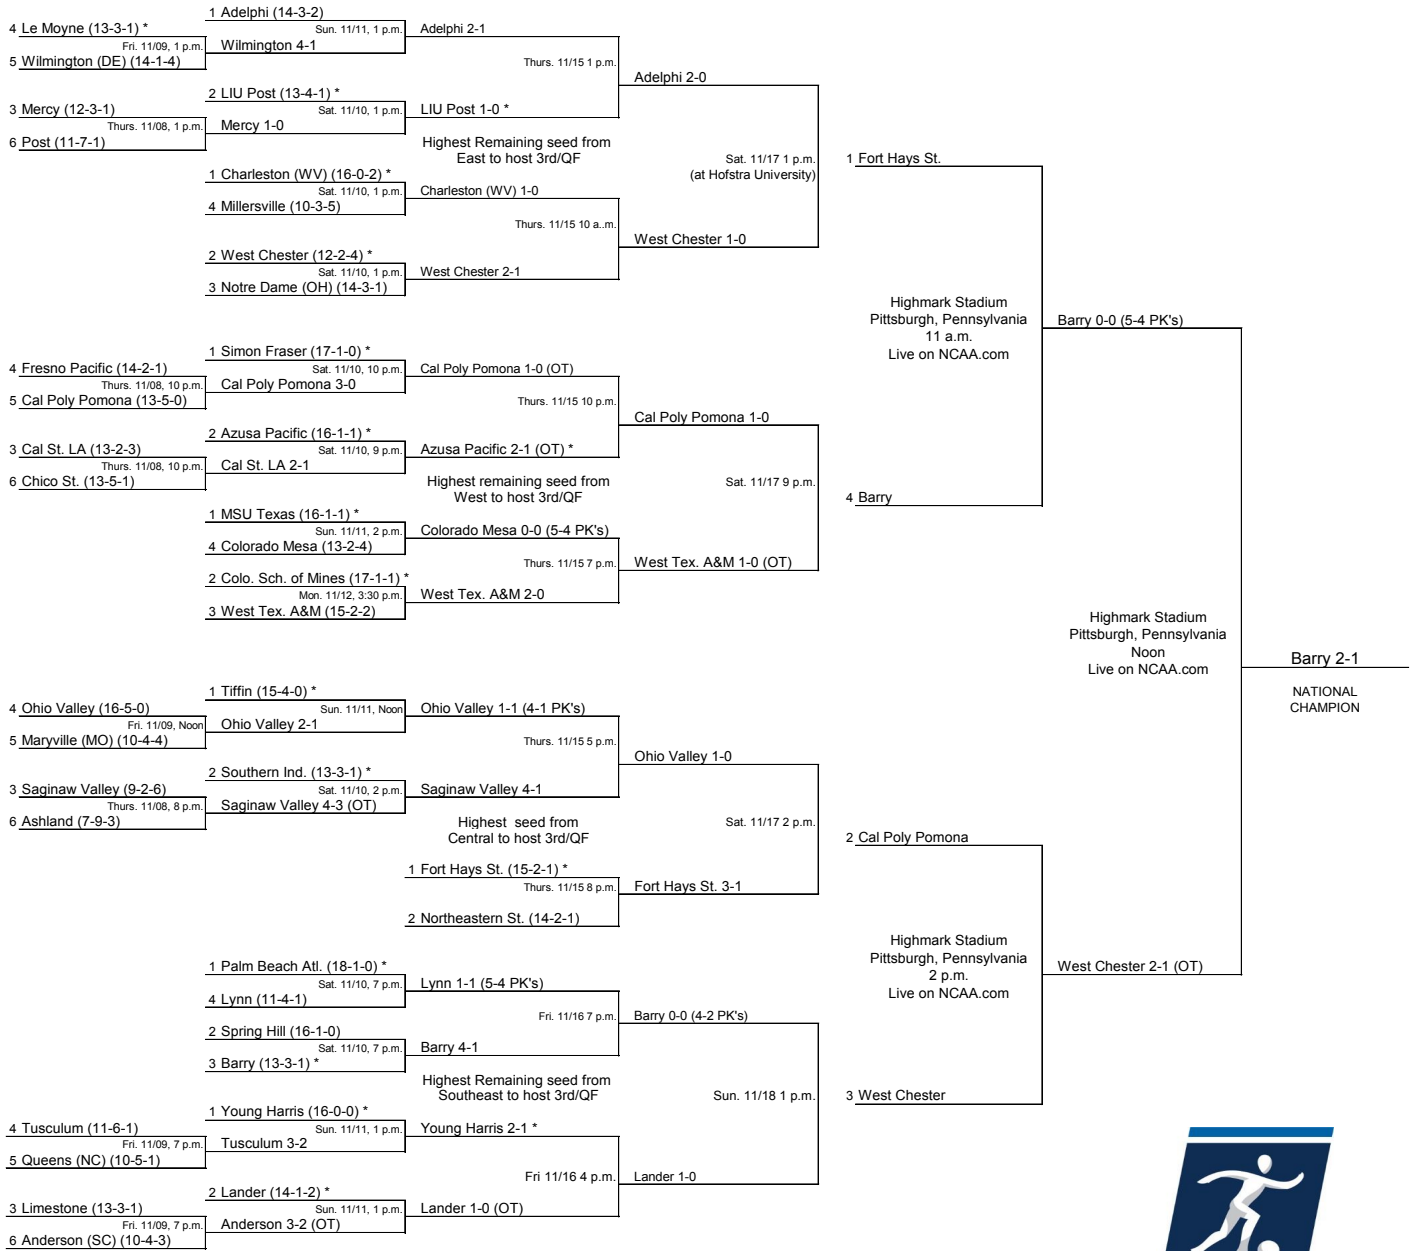 1 Adelphi (14-3-2)
4 Le Moyne (13-3-1) *
Sun. 11/11, 1 p.m.
Adelphi 2-1
Fri. 11/09, 1 p.m.
Wilmington 4-1
5 Wilmington (DE) (14-1-4)
Thurs. 11/15 1 p.m.
Adelphi 2-0
2 LIU Post (13-4-1) *
3 Mercy (12-3-1)
Sat. 11/10, 1 p.m.
LIU Post 1-0 *
Thurs. 11/08, 1 p.m.
Mercy 1-0
6 Post (11-7-1)
Highest Remaining seed from
East to host 3rd/QF
Sat. 11/17 1 p.m.
(at Hofstra University)
1 Fort Hays St.
1 Charleston (WV) (16-0-2) *
Sat. 11/10, 1 p.m.
Charleston (WV) 1-0
4 Millersville (10-3-5)
Thurs. 11/15 10 a..m.
West Chester 1-0
2 West Chester (12-2-4) *
Sat. 11/10, 1 p.m.
West Chester 2-1
3 Notre Dame (OH) (14-3-1)
Highmark Stadium
Pittsburgh, Pennsylvania
11 a.m.
Live on NCAA.com
Barry 0-0 (5-4 PK's)
1 Simon Fraser (17-1-0) *
4 Fresno Pacific (14-2-1)
Sat. 11/10, 10 p.m.
Cal Poly Pomona 1-0 (OT)
Thurs. 11/08, 10 p.m.
Cal Poly Pomona 3-0
5 Cal Poly Pomona (13-5-0)
Thurs. 11/15 10 p.m.
Cal Poly Pomona 1-0
2 Azusa Pacific (16-1-1) *
3 Cal St. LA (13-2-3)
Sat. 11/10, 9 p.m.
Azusa Pacific 2-1 (OT) *
Thurs. 11/08, 10 p.m.
Cal St. LA 2-1
6 Chico St. (13-5-1)
Highest remaining seed from
West to host 3rd/QF
Sat. 11/17 9 p.m.
4 Barry
1 MSU Texas (16-1-1) *
Sun. 11/11, 2 p.m.
Colorado Mesa 0-0 (5-4 PK's)
4 Colorado Mesa (13-2-4)
Thurs. 11/15 7 p.m.
West Tex. A&M 1-0 (OT)
2 Colo. Sch. of Mines (17-1-1) *
Mon. 11/12, 3:30 p.m.
West Tex. A&M 2-0
3 West Tex. A&M (15-2-2)
Highmark Stadium
Pittsburgh, Pennsylvania
Noon
Live on NCAA.com
Barry 2-1
NATIONAL
CHAMPION
1 Tiffin (15-4-0) *
4 Ohio Valley (16-5-0)
Sun. 11/11, Noon
Ohio Valley 1-1 (4-1 PK's)
Fri. 11/09, Noon
Ohio Valley 2-1
5 Maryville (MO) (10-4-4)
Thurs. 11/15 5 p.m.
Ohio Valley 1-0
2 Southern Ind. (13-3-1) *
3 Saginaw Valley (9-2-6)
Sat. 11/10, 2 p.m.
Saginaw Valley 4-1
Thurs. 11/08, 8 p.m.
Saginaw Valley 4-3 (OT)
6 Ashland (7-9-3)
Highest  seed from
Central to host 3rd/QF
Sat. 11/17 2 p.m.
2 Cal Poly Pomona
1 Fort Hays St. (15-2-1) *
Thurs. 11/15 8 p.m.
Fort Hays St. 3-1
2 Northeastern St. (14-2-1)
Highmark Stadium
Pittsburgh, Pennsylvania
2 p.m.
Live on NCAA.com
West Chester 2-1 (OT)
1 Palm Beach Atl. (18-1-0) *
Sat. 11/10, 7 p.m.
Lynn 1-1 (5-4 PK's)
4 Lynn (11-4-1)
Fri. 11/16 7 p.m.
Barry 0-0 (4-2 PK's)
2 Spring Hill (16-1-0)
Sat. 11/10, 7 p.m.
Barry 4-1
3 Barry (13-3-1) *
Highest Remaining seed from
Southeast to host 3rd/QF
Sun. 11/18 1 p.m.
3 West Chester
1 Young Harris (16-0-0) *
4 Tusculum (11-6-1)
Sun. 11/11, 1 p.m.
Young Harris 2-1 *
Fri. 11/09, 7 p.m.
Tusculum 3-2
5 Queens (NC) (10-5-1)
Fri 11/16 4 p.m.
Lander 1-0
2 Lander (14-1-2) *
3 Limestone (13-3-1)
Sun. 11/11, 1 p.m.
Lander 1-0 (OT)
Fri. 11/09, 7 p.m.
Anderson 3-2 (OT)
6 Anderson (SC) (10-4-3)